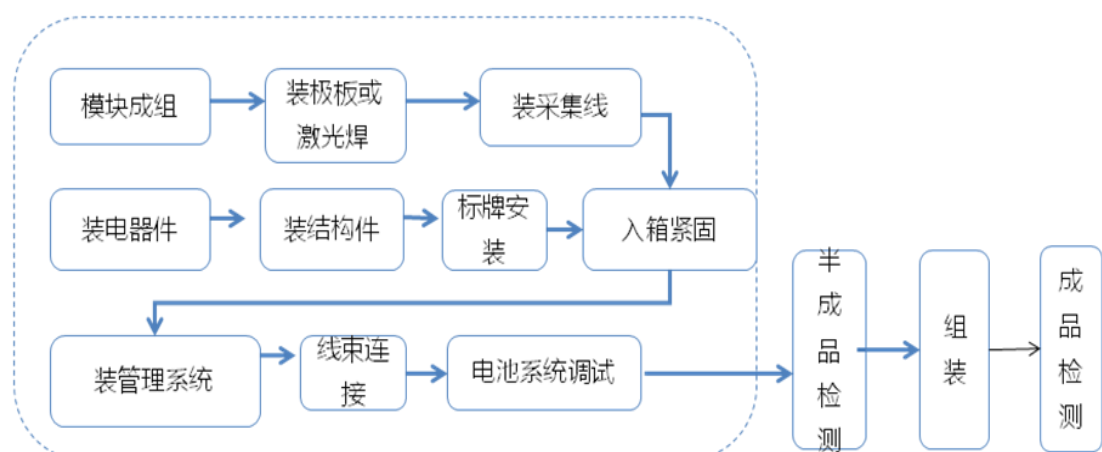 模块成组
装极板或
激光焊
装采集线
装电器件
装结构件
标牌安
装
入箱紧固
装管理系统
线束连
接
电池系统调试
半
成
品
检
测
组
装
成
品
检
测